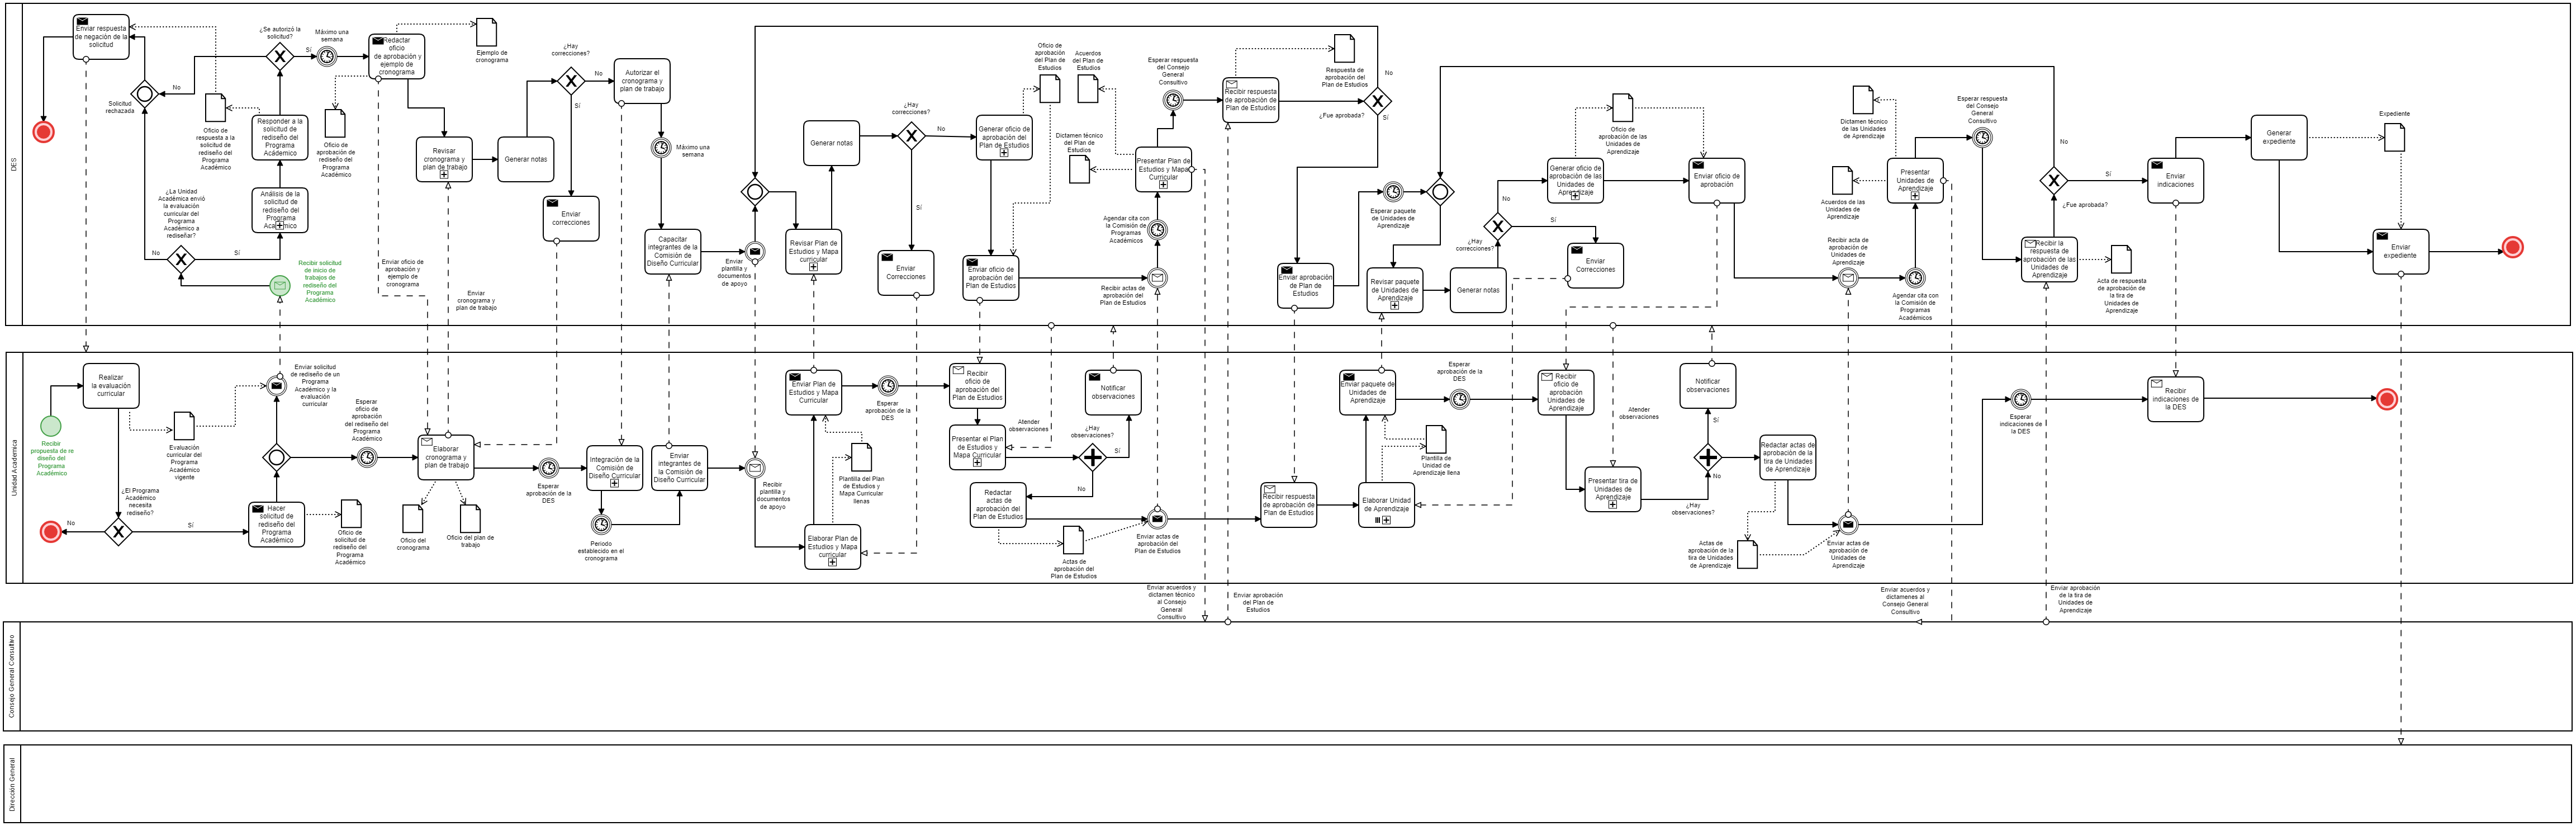 DES
Enviar respuesta
de negación de la
solicitud
Solicitud
rechazada
No
Oficio de
respuesta a la
solicitud de
rediseño del
Programa
Académico
¿Se autorizó la
solicitud?
Sí
Máximo una
semana
Responder a la
solicitud de
rediseño del
Programa
Académico
Análisis de la
solicitud de
rediseño del
Programa
Académico
¿La Unidad
Académica envió
la evaluación
curricular del
Programa
Académico a
rediseñar?
No
Sí
Recibir solicitud
de inicio de
trabajos de
rediseño del
Programa
Académico
Redactar
oficio
de aprobación y
ejemplo de
cronograma
Ejemplo de
cronograma
Oficio de
aprobación de
rediseño del
Programa
Académico
Enviar oficio de
aprobación y
ejemplo de
cronograma
Revisar
cronograma y
plan de trabajo
Generar notas
¿Hay
correcciones?
No
Sí
Enviar
correcciones
Enviar
cronograma y
plan de trabajo
Autorizar el
cronograma y
plan de trabajo
Máximo una
semana
Capacitar
integrantes de la
Comisión de
Diseño Curricular
Enviar
plantilla y
documentos
de apoyo
Revisar Plan de
Estudios y Mapa
curricular
Generar notas
¿Hay
correcciones?
No
Sí
Enviar
Correcciones
Generar oficio de
aprobación del
Plan de Estudios
Oficio de
aprobación
del Plan de
Estudios
Acuerdos
del Plan de
Estudios
Dictamen técnico
del Plan de
Estudios
Enviar oficio de
aprobación del
Plan de Estudios
Recibir actas de
aprobación del
Plan de Estudios
Agendar cita con
la Comisión de
Programas
Académicos
Presentar Plan de
Estudios y Mapa
Curricular
Esperar respuesta
del Consejo
General
Consultivo
Recibir respuesta
de aprobación de
Plan de Estudios
Respuesta de
aprobación del
Plan de Estudios
¿Fue aprobada?
No
Sí
Enviar aprobación
de Plan de
Estudios
Esperar paquete
de Unidades de
Aprendizaje
Revisar paquete
de Unidades de
Aprendizaje
Generar notas
¿Hay
correcciones?
No
Sí
Enviar
Correcciones
Generar oficio de
aprobación de las
Unidades de
Aprendizaje
Oficio de
aprobación de las
Unidades de
Aprendizaje
Enviar oficio de
aprobación
Recibir acta de
aprobación de
Unidades de
Aprendizaje
Agendar cita con
la Comisión de
Programas
Académicos
Dictamen técnico
de las Unidades
de Aprendizaje
Acuerdos de las
Unidades de
Aprendizaje
Presentar
Unidades de
Aprendizaje
Esperar respuesta
del Consejo
General
Consultivo
Recibir la
respuesta de
aprobación de las
Unidades de
Aprendizaje
Acta de respuesta
de aprobación de
la tira de
Unidades de
Aprendizaje
¿Fue aprobada?
No
Sí
Enviar
indicaciones
Generar
expediente
Expediente
Enviar
expediente
Unidad Academica
Recibir
propuesta de re
diseño del
Programa
Académico
Realizar
la evaluación
curricular
Evaluación
curricular del
Programa
Académico
vigente
¿El Programa
Académico
necesita
rediseño?
No
Sí
Hacer
solicitud de
rediseño del
Programa
Académico
Oficio de
solicitud de
rediseño del
Programa
Académico
Enviar solicitud
de rediseño de un
Programa
Académico y la
evaluación
curricular
Esperar
oficio de
aprobación
del rediseño del
Programa
Académico
Elaborar
cronograma y
plan de trabajo
Oficio del
cronograma
Oficio del plan de
trabajo
Esperar
aprobación de la
DES
Integración de la
Comisión de
Diseño Curricular
Periodo
establecido en el
cronograma
Enviar
integrantes de
la Comisión de
Diseño Curricular
Recibir
plantilla y
documentos
de apoyo
Elaborar Plan de
Estudios y Mapa
curricular
Plantilla del Plan
de Estudios y
Mapa Curricular
llenas
Enviar Plan de
Estudios y Mapa
Curricular
Esperar
aprobación de la
DES
Recibir
oficio de
aprobación del
Plan de Estudios
Presentar el Plan
de Estudios y
Mapa Curricular
Atender
observaciones
¿Hay
observaciones?
Sí
No
Notificar
observaciones
Redactar
actas de
aprobación del
Plan de Estudios
Actas de
aprobación del
Plan de Estudios
Enviar actas de
aprobación del
Plan de Estudios
Recibir respuesta
de aprobación de
Plan de Estudios
Elaborar Unidad
de Aprendizaje
Plantilla de
Unidad de
Aprendizaje llena
Enviar paquete de
Unidades de
Aprendizaje
Esperar
aprobación de la
DES
Recibir
oficio de
aprobación
Unidades de
Aprendizaje
Presentar tira de
Unidades de
Aprendizaje
Atender
observaciones
¿Hay
observaciones?
Sí
No
Notificar
observaciones
Redactar actas de
aprobación de la
tira de Unidades
de Aprendizaje
Actas de
aprobación de la
tira de Unidades
de Aprendizaje
Enviar actas de
aprobación de
Unidades de
Aprendizaje
Esperar
indicaciones de
la DES
Recibir
indicaciones de
la DES
Enviar acuerdos y
dictamen técnico
al Consejo
General
Consultivo
Enviar aprobación
del Plan de
Estudios
Enviar acuerdos y
dictamenes al
Consejo General
Consultivo
Enviar aprobación
de la tira de
Unidades de
Aprendizaje
Consejo General Consultivo
Dirección General